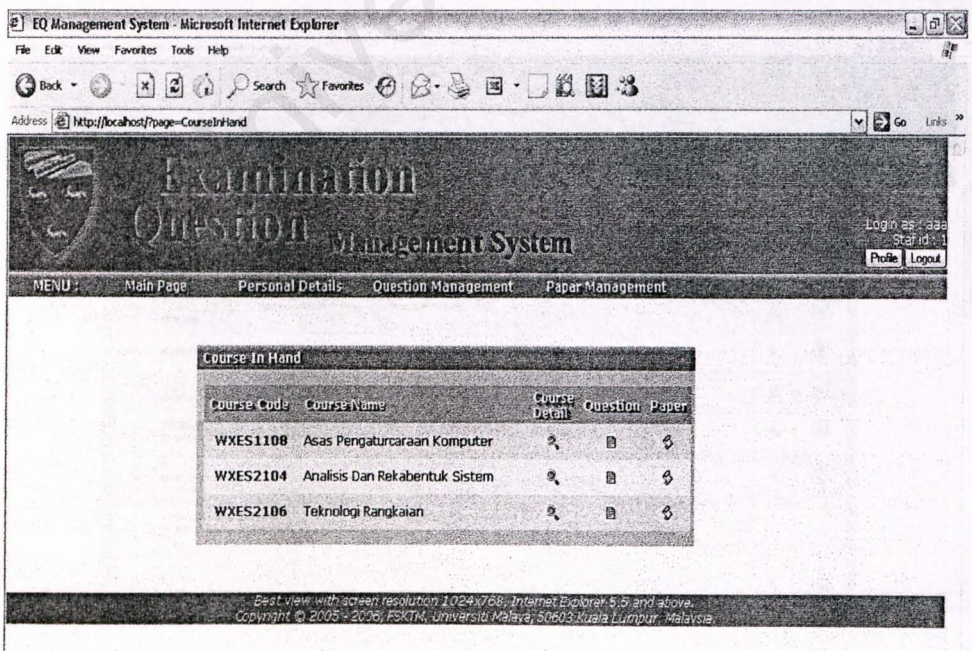 EQ Management System - Microsoft Internet Explorer
File Edit View Favorites Tools Help
Back Search Favorites
Address http://localhost/?page=CourseInHand Go Links »
Examination
Question Management System
Login as : aaa
Staf id : 1
Profile Logout
MENU : Main Page Personal Details Question Management Paper Management
Course In Hand
Course Code Course Name Course Detail Question Paper
WXES1108 Asas Pengaturcaraan Komputer
WXES2104 Analisis Dan Rekabentuk Sistem
WXES2106 Teknologi Rangkaian
Best view with screen resolution 1024x768, Internet Explorer 5.5 and above.
Copyright © 2005 - 2006, FSKTM, Universiti Malaya, 50603 Kuala Lumpur, Malaysia.